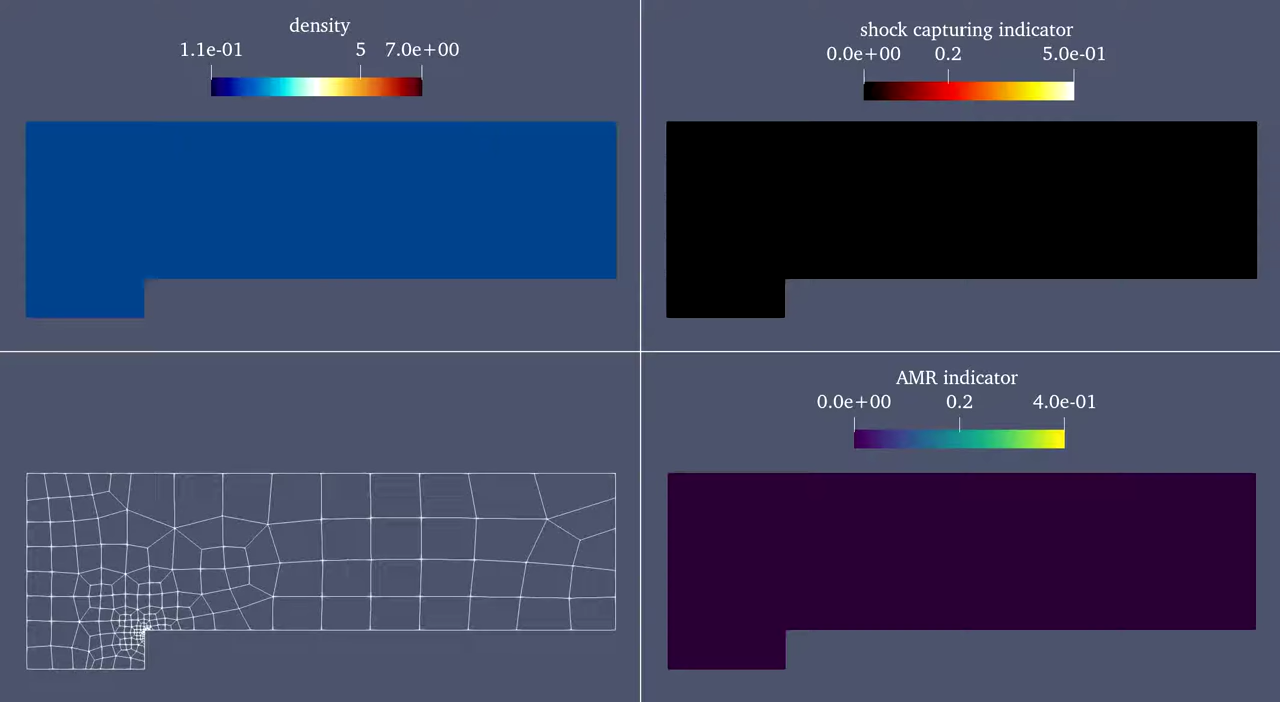 density
1.1e-01 5 7.0e+00
shock capturing indicator
0.0e+00 0.2 5.0e-01
AMR indicator
0.0e+00 0.2 4.0e-01